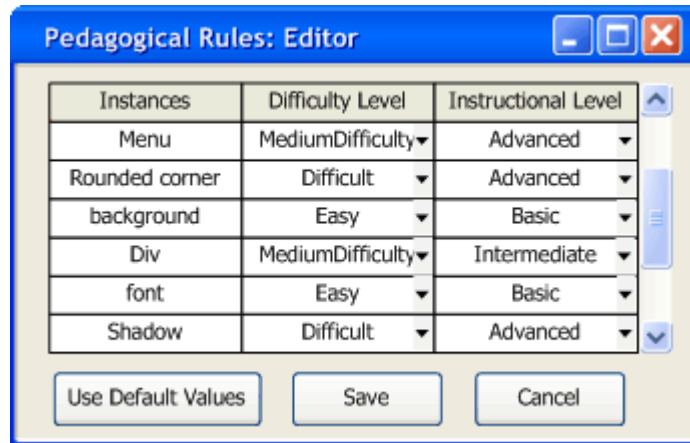 Pedagogical Rules: Editor
Instances Difficulty Level Instructional Level
Menu MediumDifficulty Advanced
Rounded corner Difficult Advanced
background Easy Basic
Div MediumDifficulty Intermediate
font Easy Basic
Shadow Difficult Advanced
Use Default Values Save Cancel